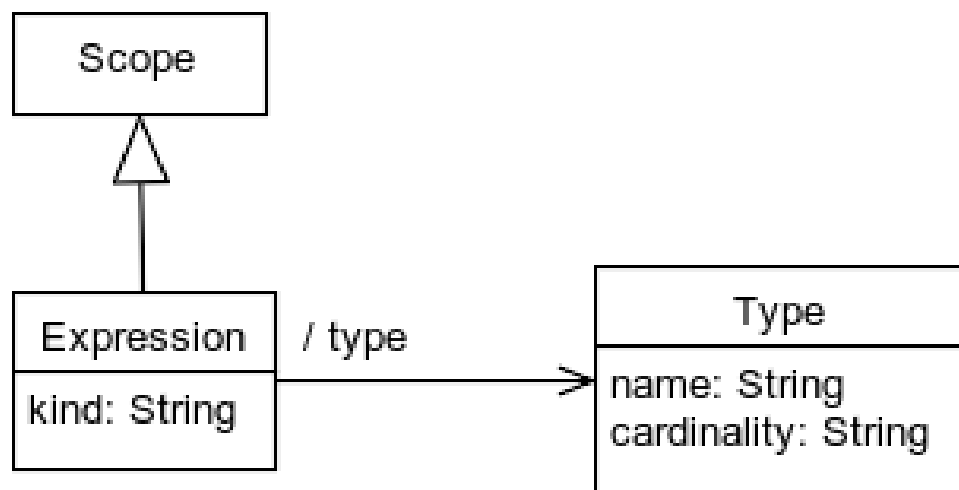 Scope
Expression
/ type
kind: String
Type
name: String
cardinality: String